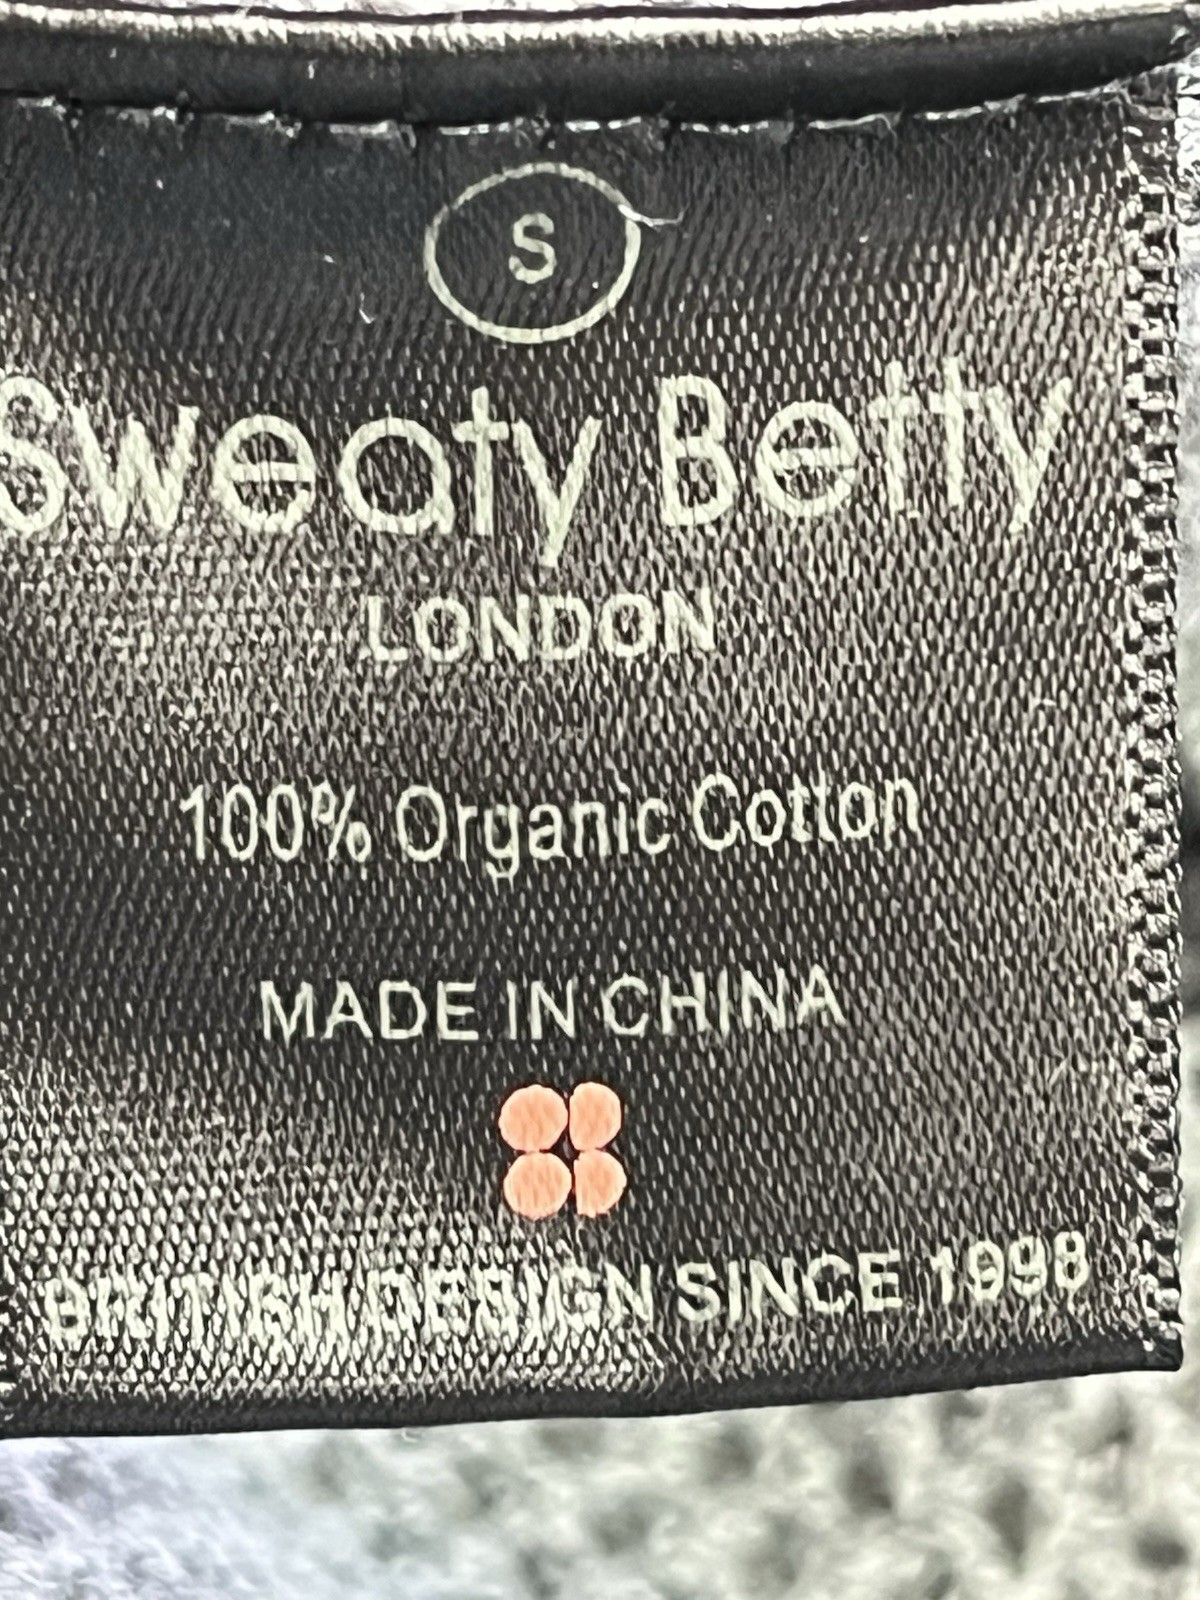 S
Sweaty Betty
LONDON
100% Organic Cotton
MADE IN CHINA
BRITISH DESIGN SINCE 1998